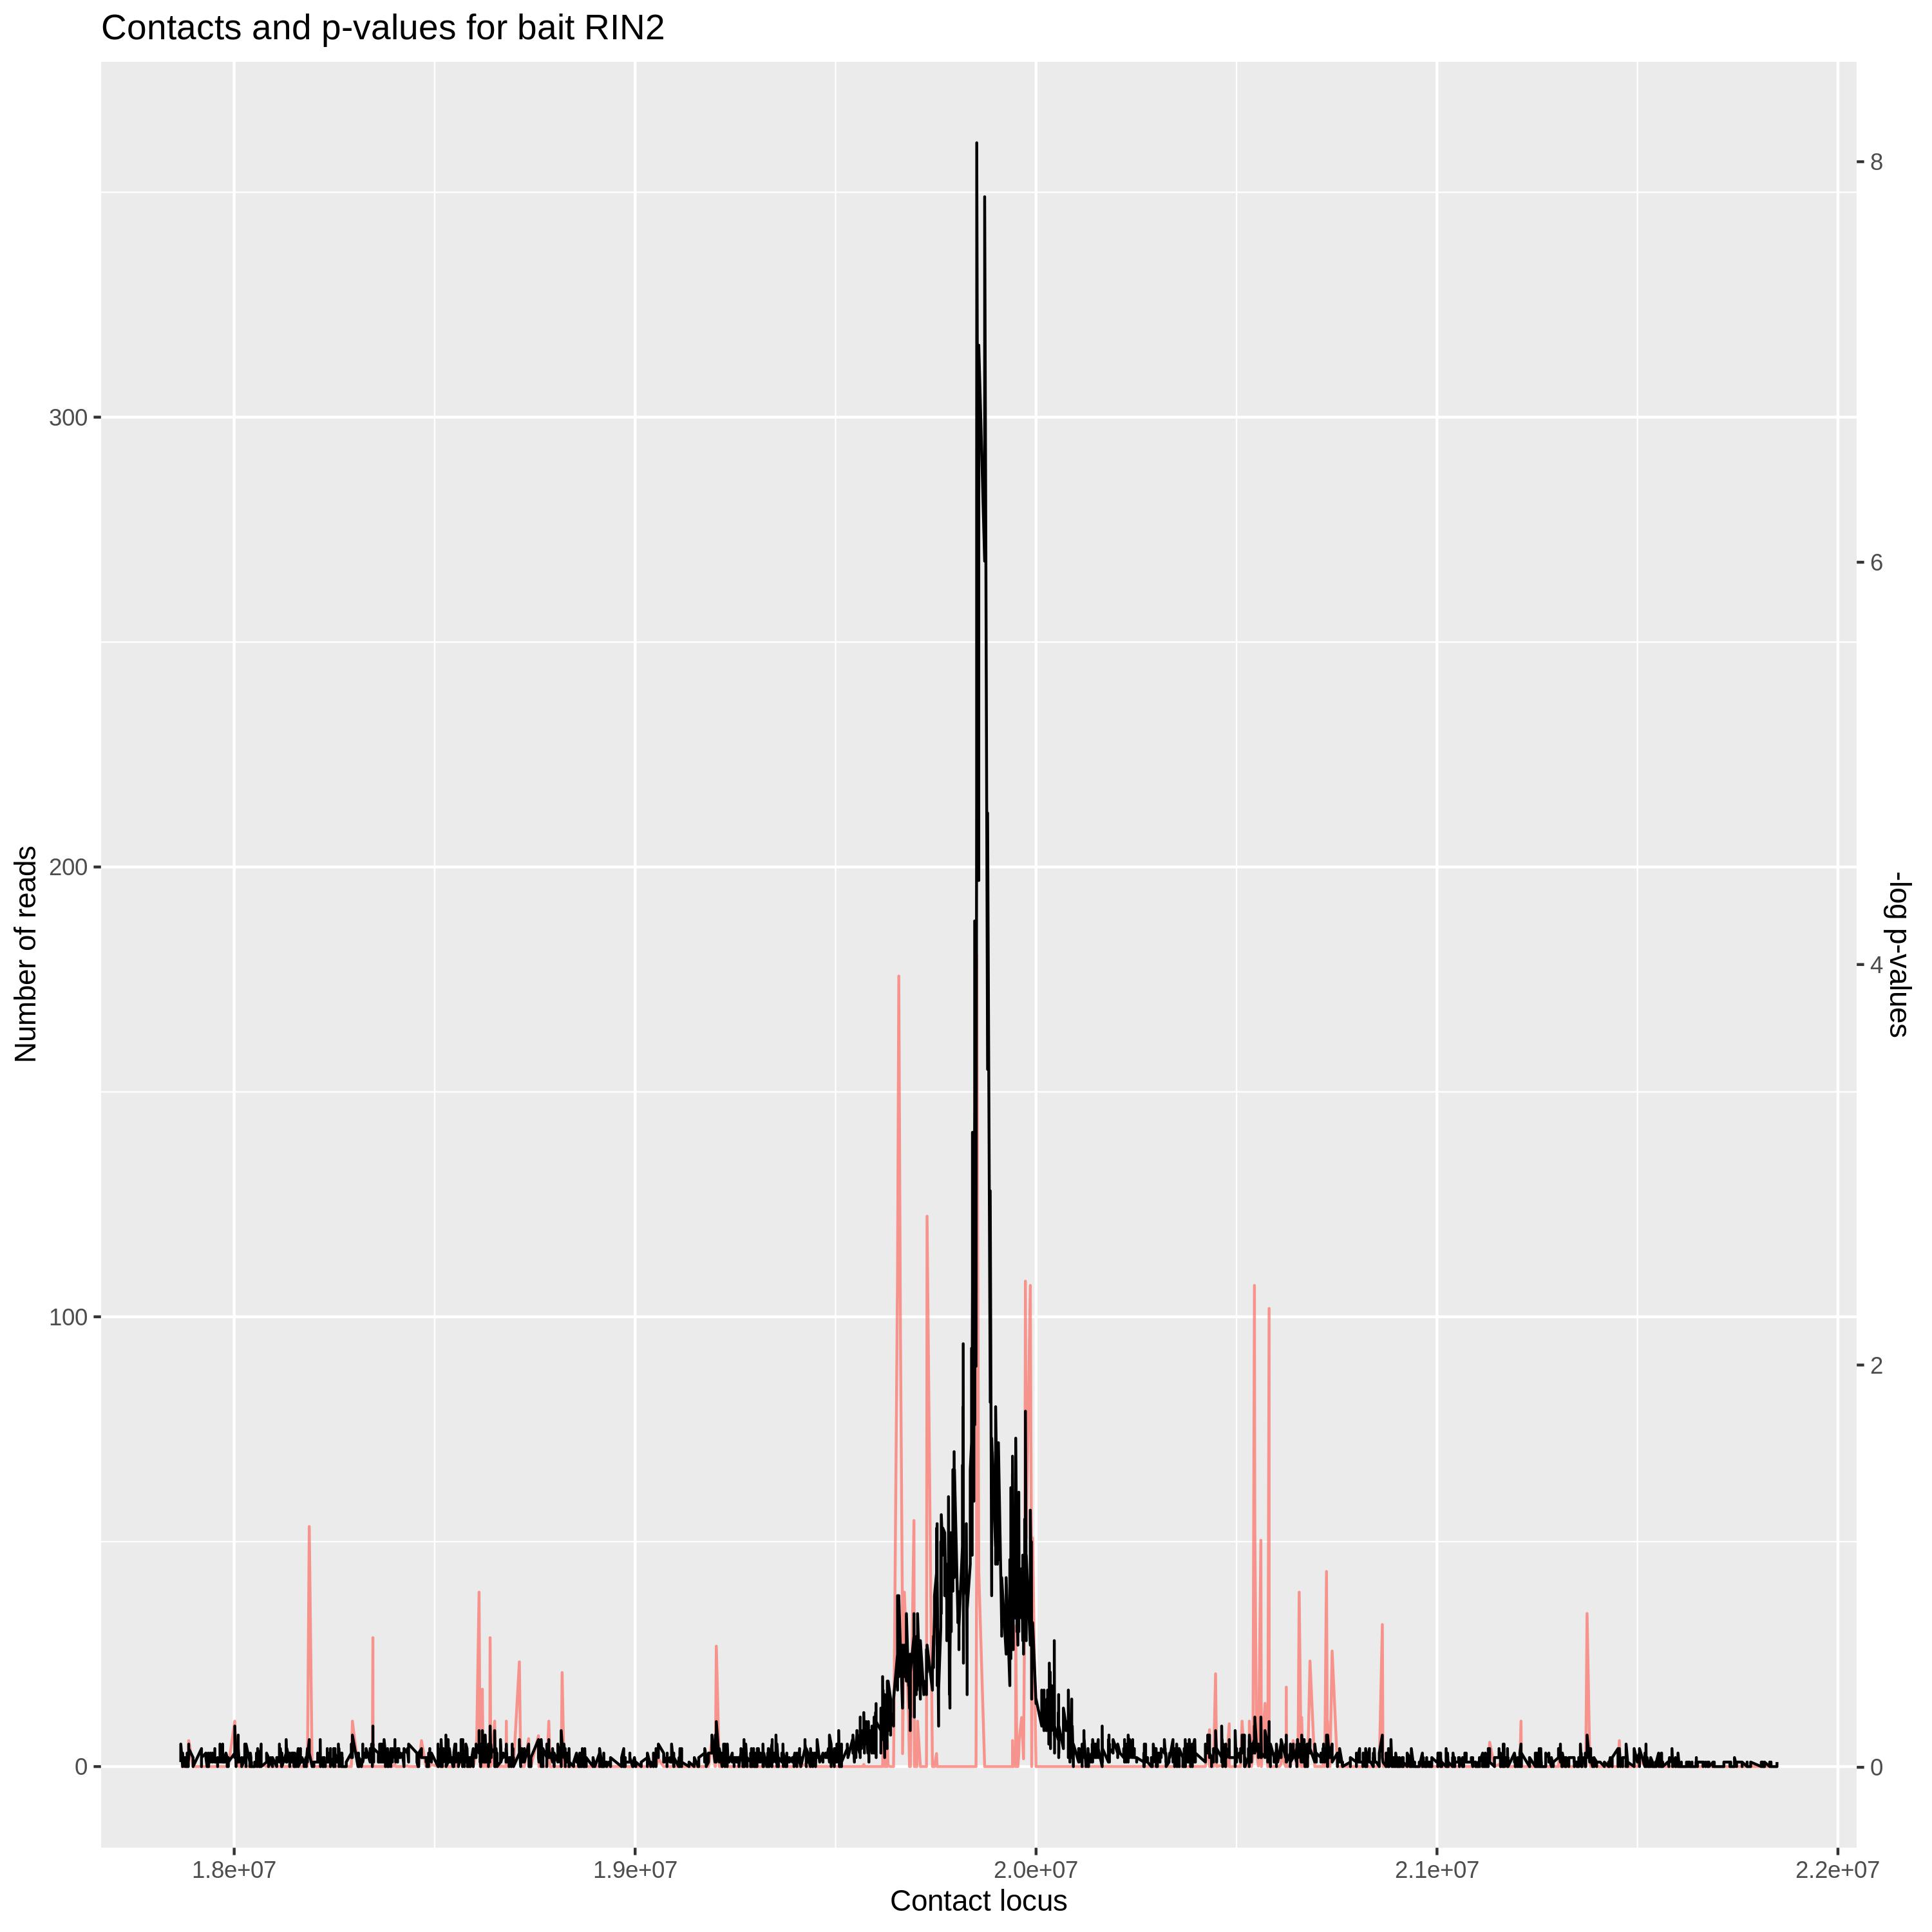 Contacts and p-values for bait RIN2
8
300
6
Number of reads
200
4
-log p-values
100
2
0
0
1.8e+07
1.9e+07
2.0e+07
2.1e+07
2.2e+07
Contact locus